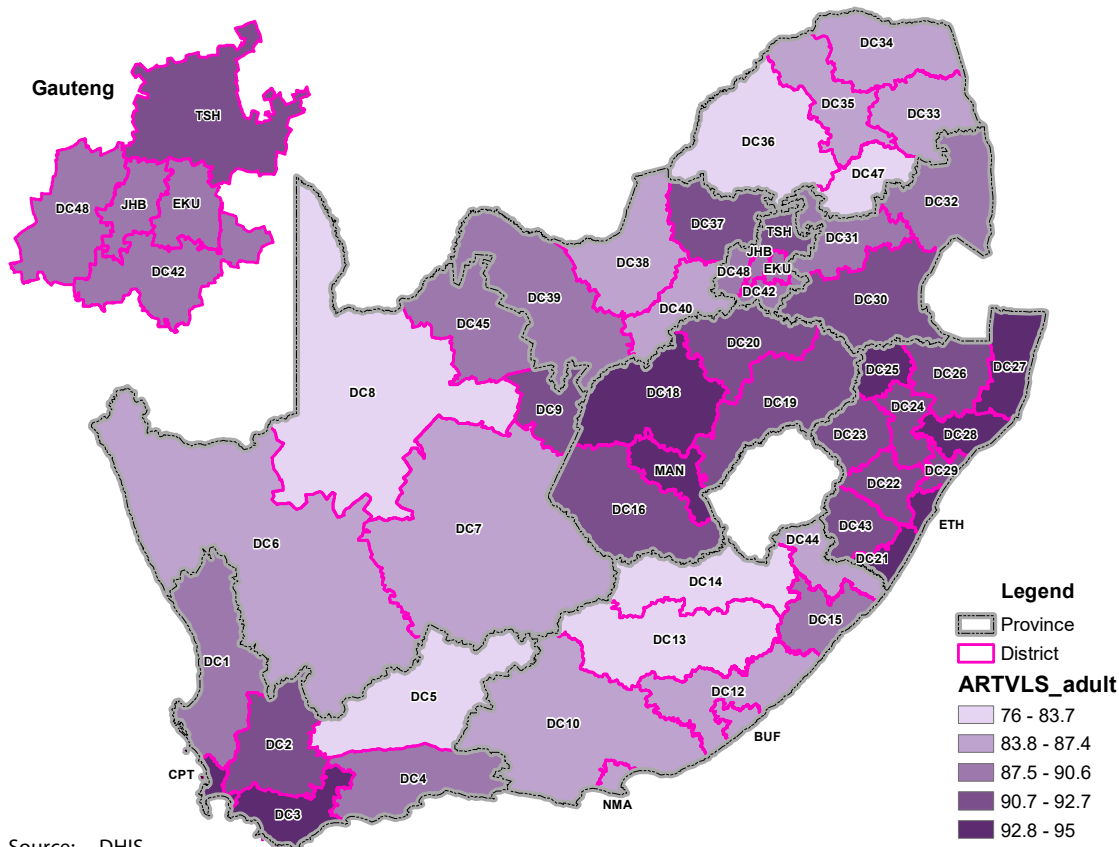 Gauteng
TSH
DC48
JHB
EKU
DC42
DC34
DC35
DC33
DC36
DC47
DC32
DC37
TSH
DC31
JHB
DC38
DC48
EKU
DC42
DC39
DC30
DC40
DC45
DC20
DC25
DC26
DC27
DC8
DC18
DC19
DC9
DC24
DC28
DC23
MAN
DC29
DC22
DC16
DC43
ETH
DC7
DC6
DC44
DC21
DC14
DC15
DC13
DC1
DC5
DC12
DC10
BUF
DC2
DC4
CPT
NMA
DC3
Legend
Province
District
ARTVLS_adult
76 - 83.7
83.8 - 87.4
87.5 - 90.6
90.7 - 92.7
92.8 - 95
Source: DHIS